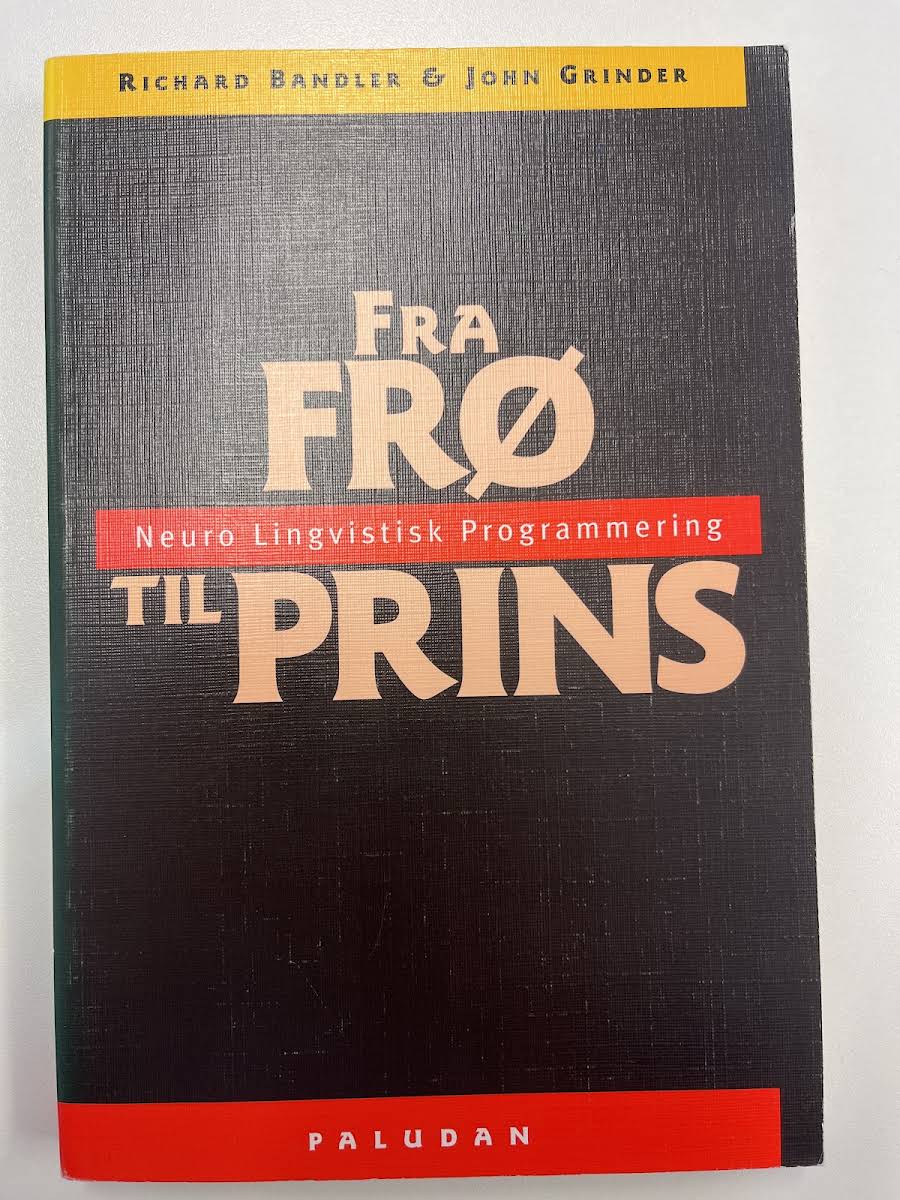 Richard Bandler & John Grinder
Fra
FRØ
Neuro Lingvistisk Programmering
TIL PRINS
PALUDAN